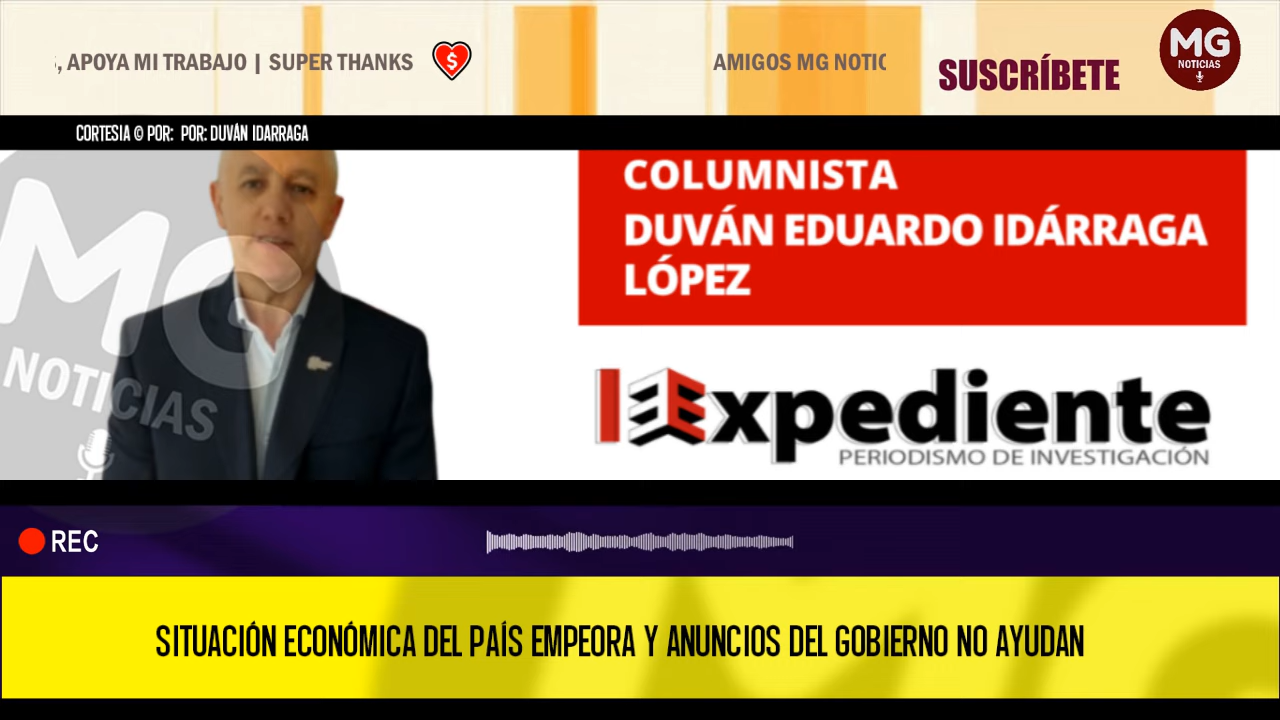 , APOYA MI TRABAJO | SUPER THANKS
$
AMIGOS MG NOTIC
SUSCRÍBETE
MG
NOTICIAS
CORTESIA © POR: POR: DUVÁN IDARRAGA
MG
NOTICIAS
COLUMNISTA
DUVÁN EDUARDO IDÁRRAGA
LÓPEZ
Expediente
PERIODISMO DE INVESTIGACIÓN
REC
SITUACIÓN ECONÓMICA DEL PAÍS EMPEORA Y ANUNCIOS DEL GOBIERNO NO AYUDAN